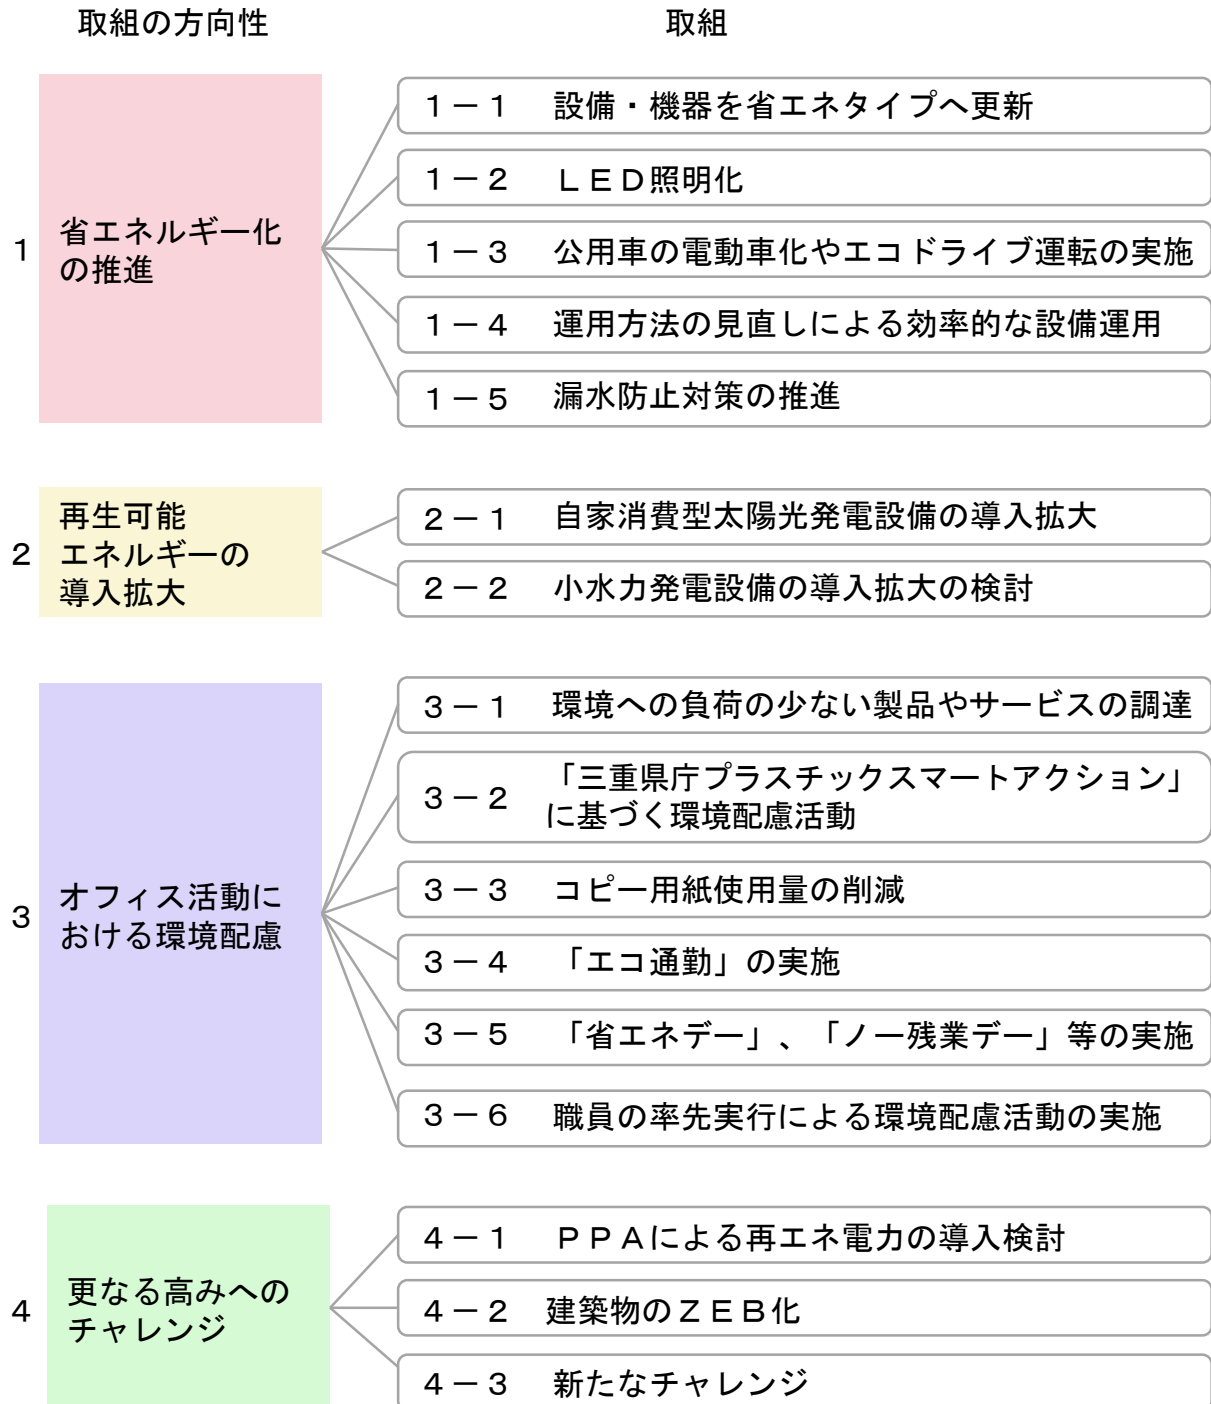 取組の方向性 取組
1 省エネルギー化
の推進
1－1 設備・機器を省エネタイプへ更新
1－2 ＬＥＤ照明化
1－3 公用車の電動車化やエコドライブ運転の実施
1－4 運用方法の見直しによる効率的な設備運用
1－5 漏水防止対策の推進
2 再生可能
エネルギーの
導入拡大
2－1 自家消費型太陽光発電設備の導入拡大
2－2 小水力発電設備の導入拡大の検討
3 オフィス活動に
おける環境配慮
3－1 環境への負荷の少ない製品やサービスの調達
3－2 「三重県庁プラスチックスマートアクション」
に基づく環境配慮活動
3－3 コピー用紙使用量の削減
3－4 「エコ通勤」の実施
3－5 「省エネデー」、「ノー残業デー」等の実施
3－6 職員の率先実行による環境配慮活動の実施
4 更なる高みへの
チャレンジ
4－1 ＰＰＡによる再エネ電力の導入検討
4－2 建築物のＺＥＢ化
4－3 新たなチャレンジ